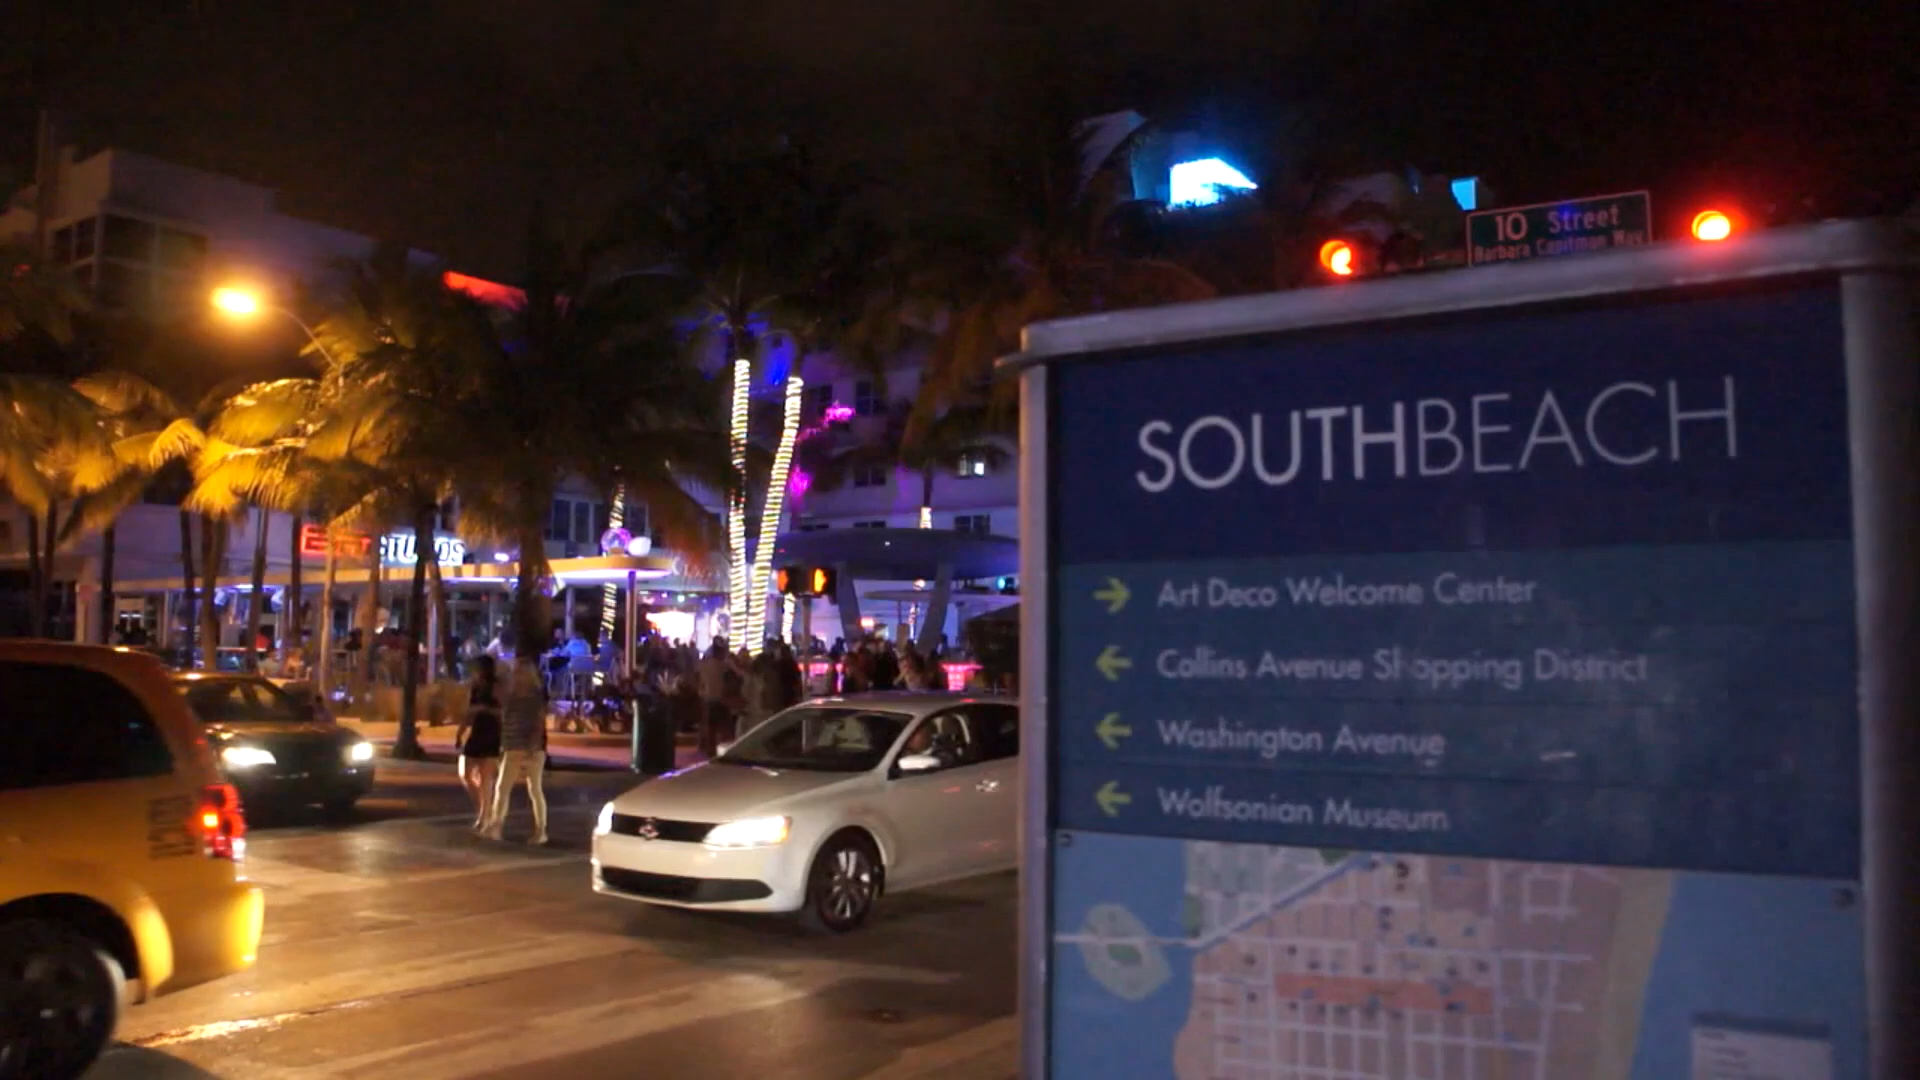 10 Street
Barbara Capitman Way
SOUTHBEACH
Art Deco Welcome Center
Collins Avenue Shopping District
Washington Avenue
Wolfsonian Museum